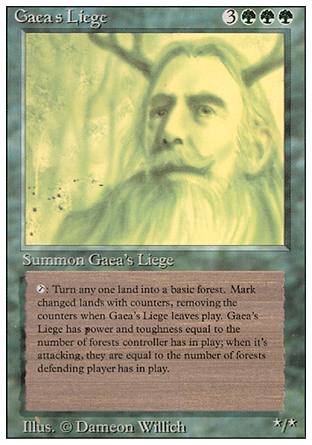 Gaea's Liege 3
Summon Gaea's Liege
: Turn any one land into a basic forest. Mark
changed lands with counters, removing the
counters when Gaea's Liege leaves play. Gaea's
Liege has power and toughness equal to the
number of forests controller has in play; when it's
attacking, they are equal to the number of forests
defending player has in play.
Illus. © Dameon Willich */*